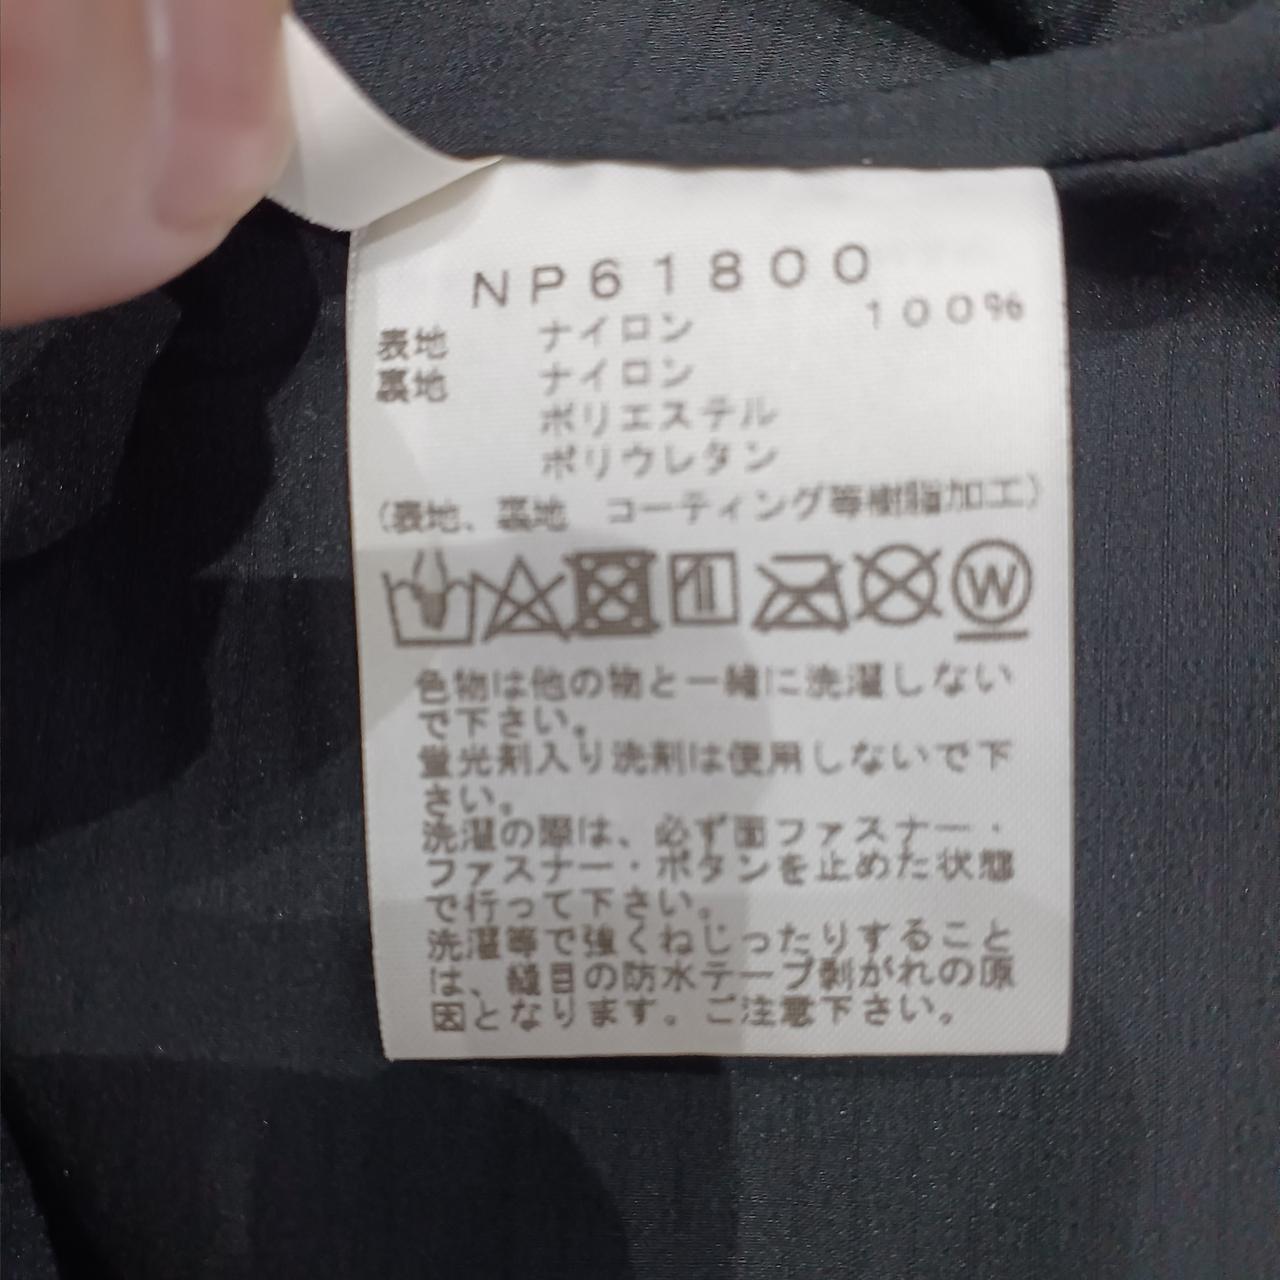 NP61800
表地 ナイロン 100%
裏地 ナイロン
ポリエステル
ポリウレタン
(表地、裏地 コーティング等樹脂加工)
W
色物は他の物と一緒に洗濯しない
で下さい。
蛍光剤入り洗剤は使用しないで下
さい。
洗濯の際は、必ず面ファスナー・
ファスナー・ボタンを止めた状態
で行って下さい。
洗濯等で強くねじったりすること
は、縫目の防水テープ剥がれの原
因となります。ご注意下さい。